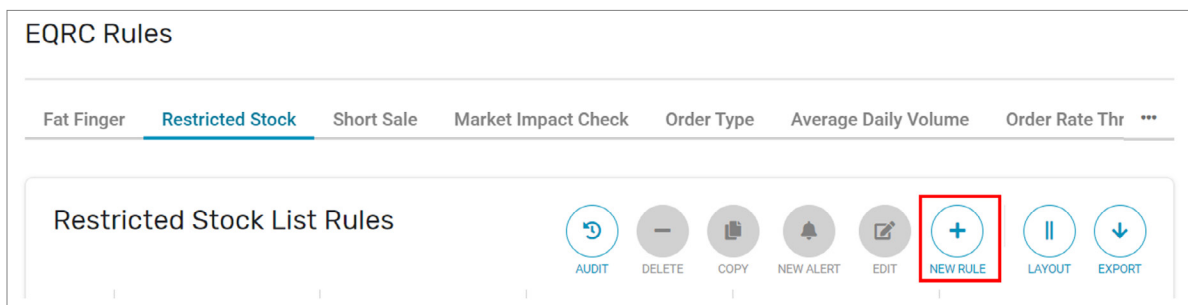 EQRC Rules
Fat Finger Restricted Stock Short Sale Market Impact Check Order Type Average Daily Volume Order Rate Thr •••
Restricted Stock List Rules
AUDIT DELETE COPY NEW ALERT EDIT NEW RULE LAYOUT EXPORT